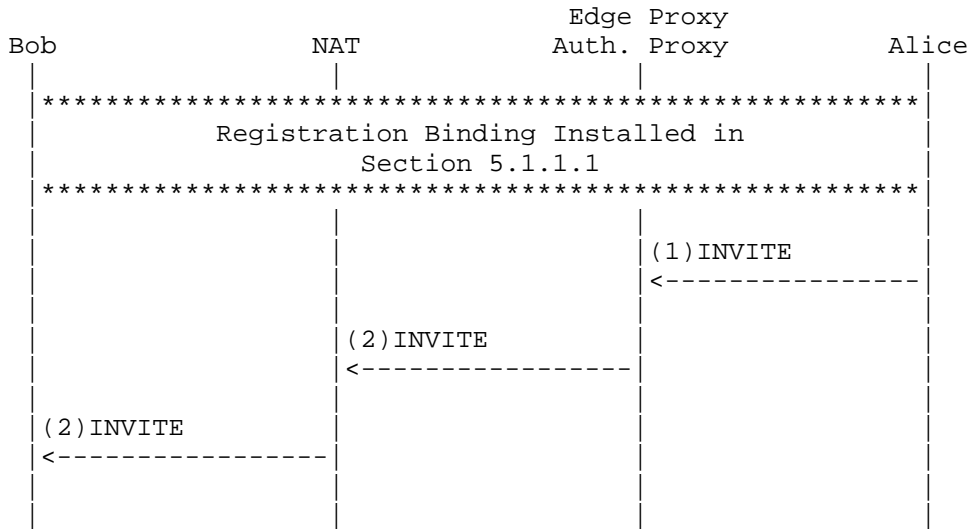 Edge Proxy
Bob NAT Auth. Proxy Alice
*******************************************************
Registration Binding Installed in
Section 5.1.1.1
*******************************************************
(1)INVITE
<----------------
(2)INVITE
<-----------------
(2)INVITE
<-----------------